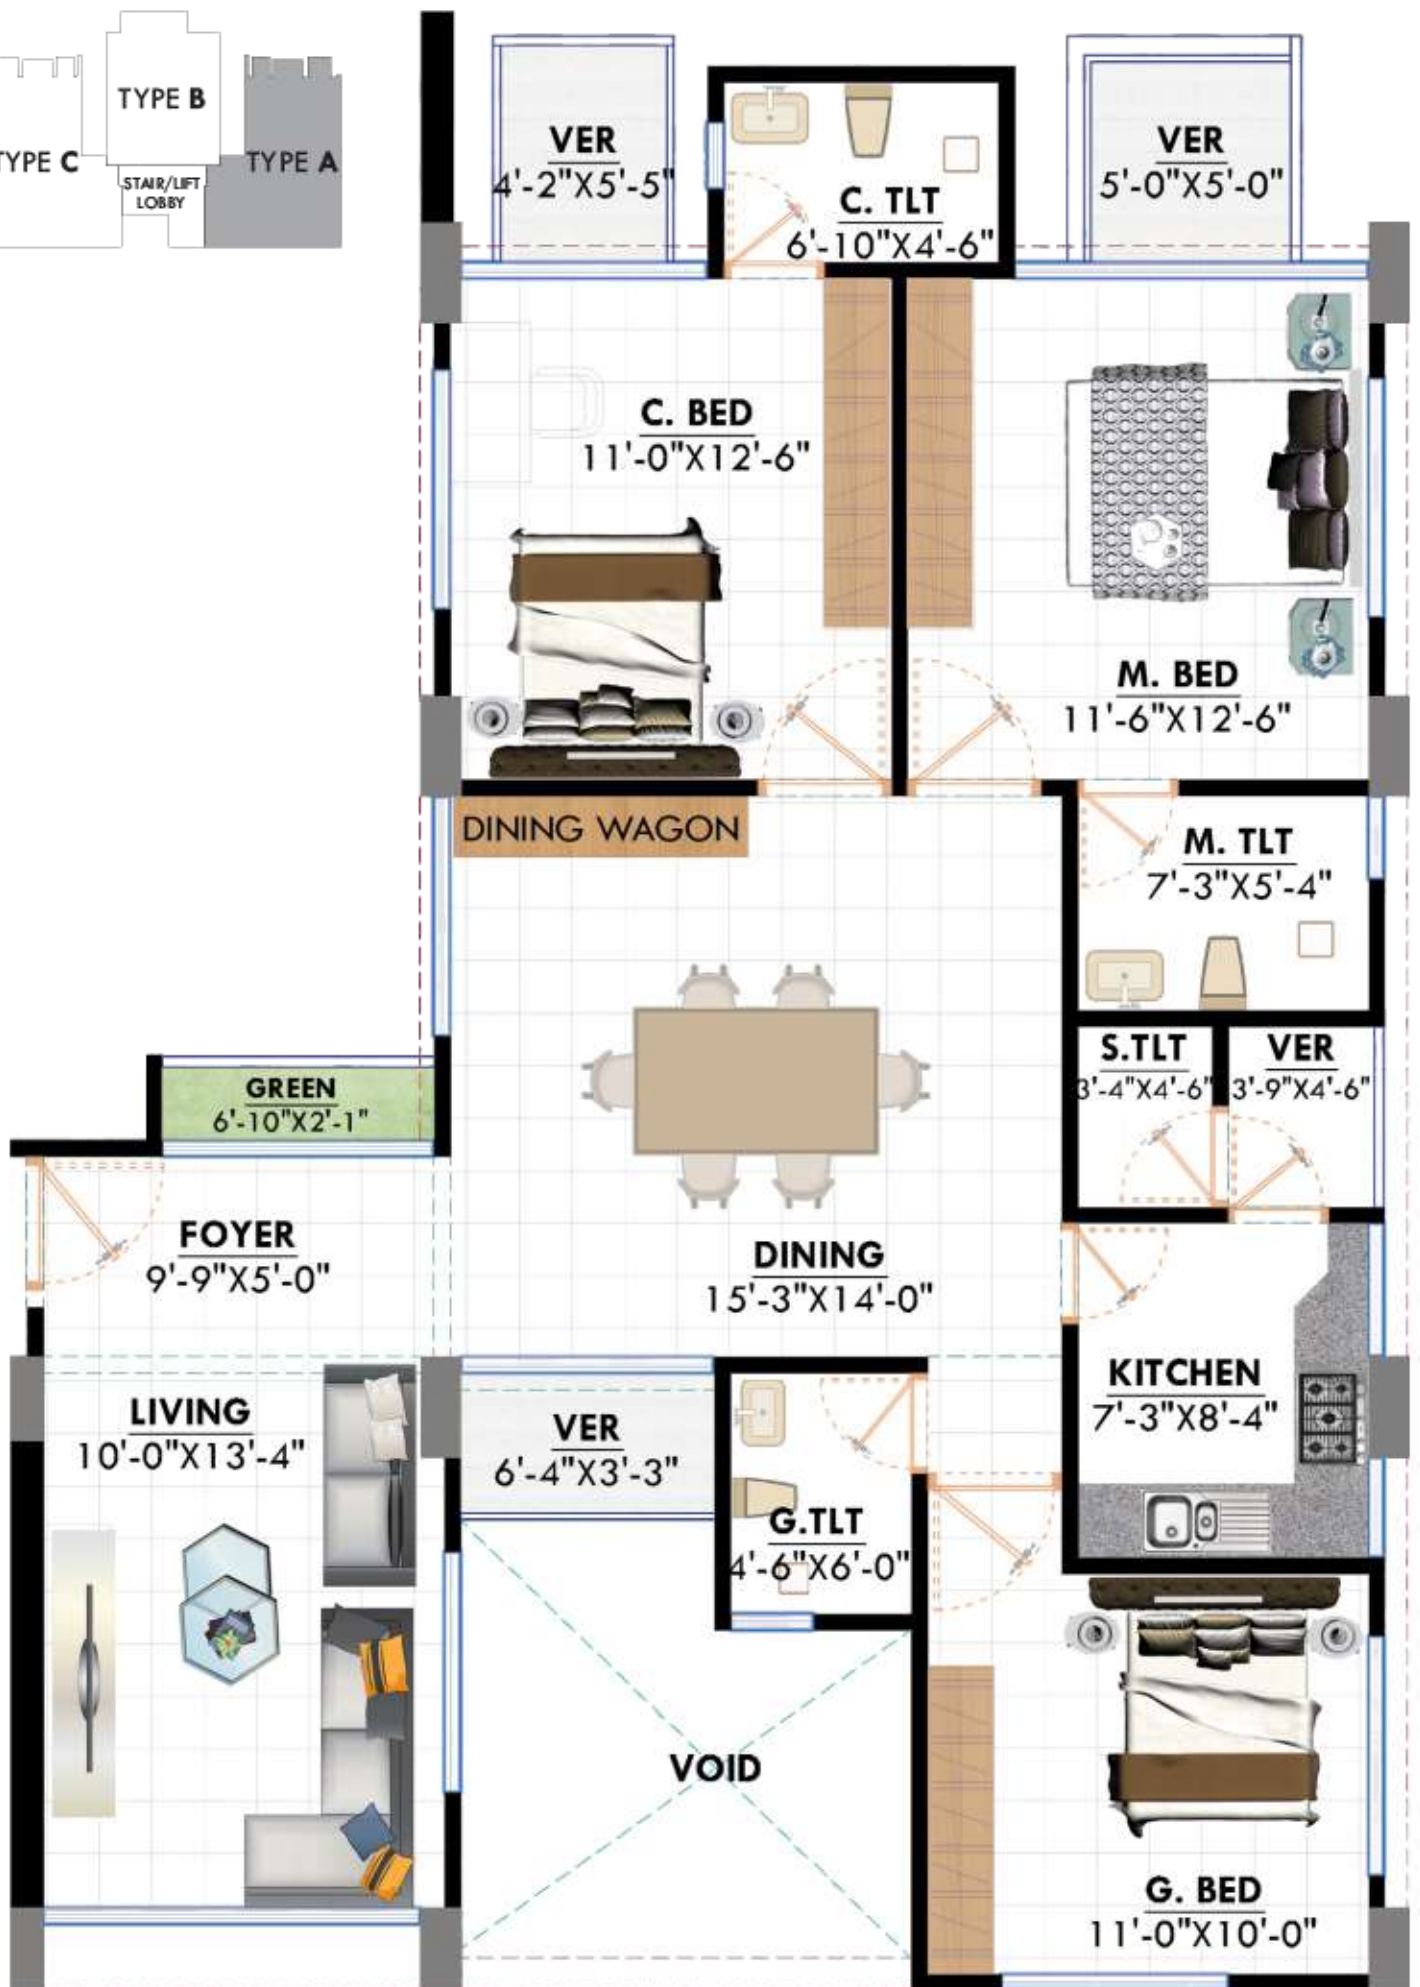 TYPE B
TYPE C
TYPE A
STAIR/LIFT
LOBBY
VER
4'-2"X5'-5"
C. TLT
6'-10"X4'-6"
VER
5'-0"X5'-0"
C. BED
11'-0"X12'-6"
M. BED
11'-6"X12'-6"
DINING WAGON
M. TLT
7'-3"X5'-4"
S.TLT
3'-4"X4'-6"
VER
3'-9"X4'-6"
GREEN
6'-10"X2'-1"
FOYER
9'-9"X5'-0"
DINING
15'-3"X14'-0"
LIVING
10'-0"X13'-4"
VER
6'-4"X3'-3"
KITCHEN
7'-3"X8'-4"
G.TLT
4'-6"X6'-0"
VOID
G. BED
11'-0"X10'-0"